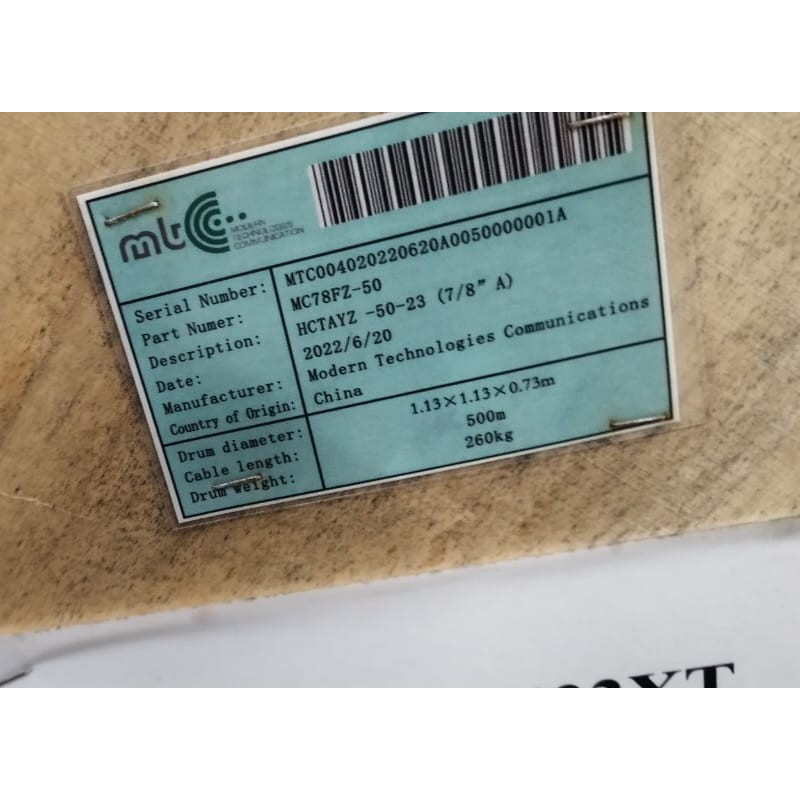 mtc
MODERN
TECHNOLOGIES
COMMUNICATION
Serial Number: MTC004020220620A0050000001A
Part Numer: MC78FZ-50
Description: HCTAYZ -50-23 (7/8" A)
Date: 2022/6/20
Manufacturer: Modern Technologies Communications
Country of Origin: China
Drum diameter: 1.13×1.13×0.73m
Cable length: 500m
Drum weight: 260kg